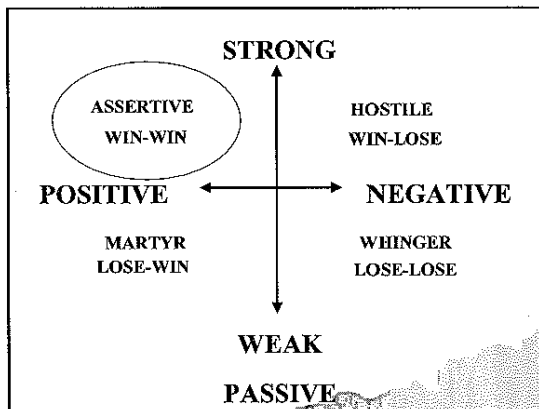 STRONG
ASSERTIVE
WIN-WIN
HOSTILE
WIN-LOSE
POSITIVE
NEGATIVE
MARTYR
LOSE-WIN
WHINGER
LOSE-LOSE
WEAK
PASSIVE